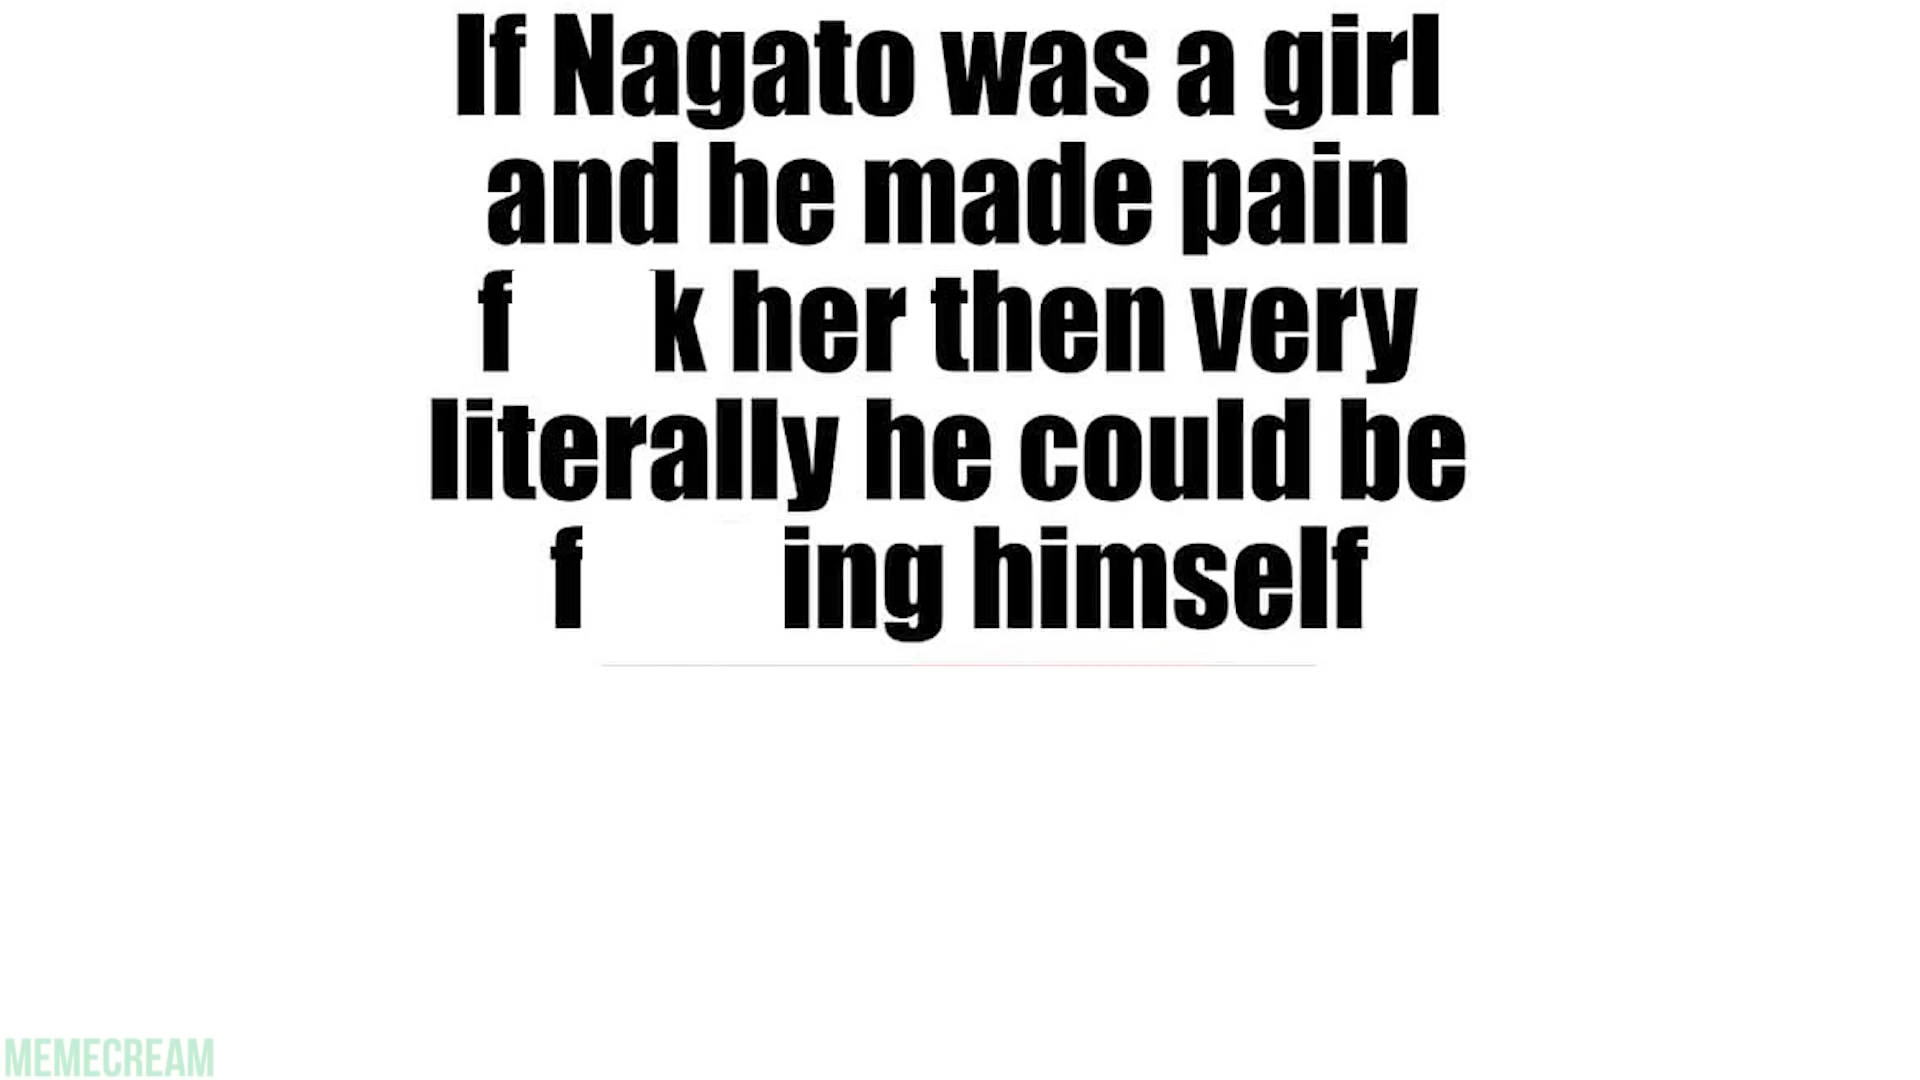 If Nagato was a girl
and he made pain
f k her then very
literally he could be
f ing himself
MEMECREAM